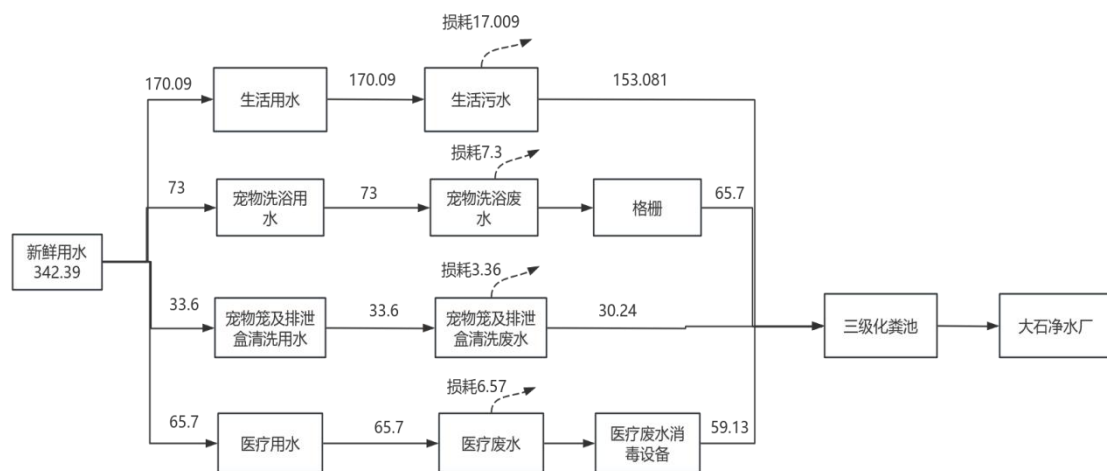 损耗17.009
170.09
生活用水
170.09
生活污水
153.081
损耗7.3
73
宠物洗浴用
水
73
宠物洗浴废
水
格栅
65.7
新鲜用水
342.39
损耗3.36
33.6
宠物笼及排泄
盒清洗用水
33.6
宠物笼及排泄
盒清洗废水
30.24
三级化粪池
大石净水厂
损耗6.57
65.7
医疗用水
65.7
医疗废水
医疗废水消
毒设备
59.13